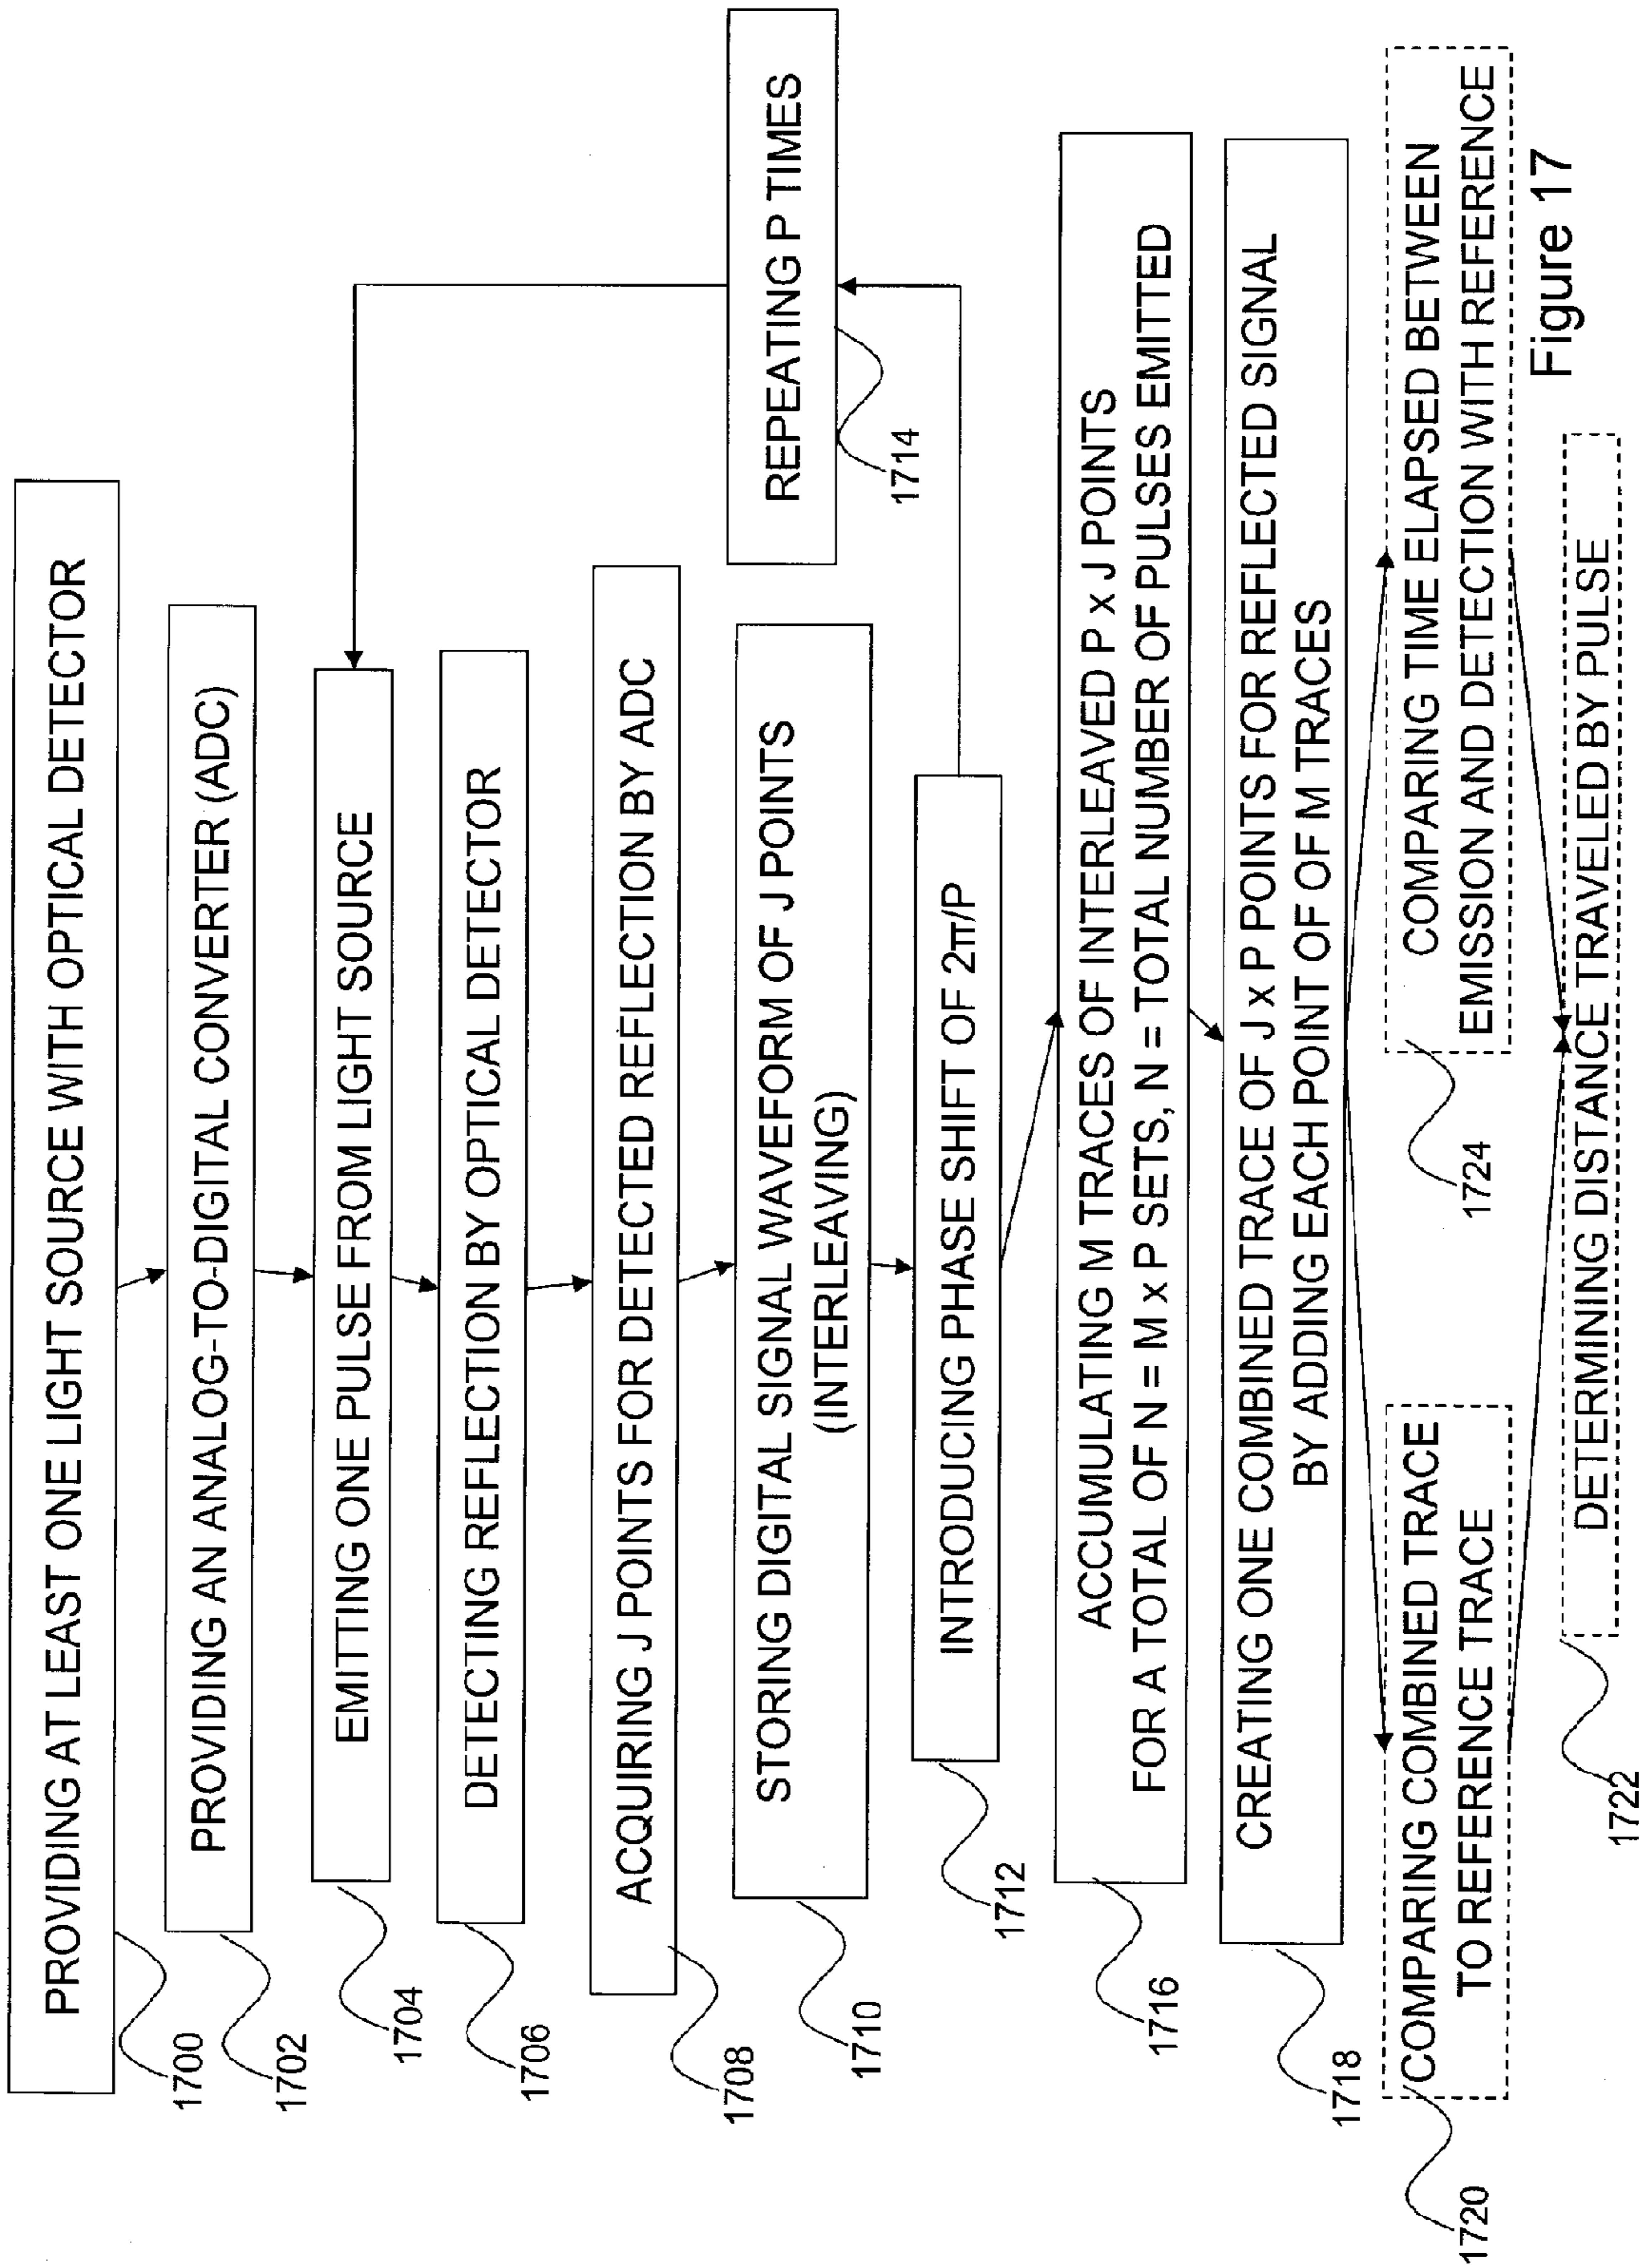 PROVIDING AT LEAST ONE LIGHT SOURCE WITH OPTICAL DETECTOR
1700
PROVIDING AN ANALOG-TO-DIGITAL CONVERTER (ADC)
1702
EMITTING ONE PULSE FROM LIGHT SOURCE
1704
DETECTING REFLECTION BY OPTICAL DETECTOR
1706
ACQUIRING J POINTS FOR DETECTED REFLECTION BY ADC
1708
STORING DIGITAL SIGNAL WAVEFORM OF J POINTS
(INTERLEAVING)
1710
INTRODUCING PHASE SHIFT OF 2π/P
1712
REPEATING P TIMES
1714
ACCUMULATING M TRACES OF INTERLEAVED P x J POINTS
FOR A TOTAL OF N = M x P SETS, N = TOTAL NUMBER OF PULSES EMITTED
1716
CREATING ONE COMBINED TRACE OF J x P POINTS FOR REFLECTED SIGNAL
BY ADDING EACH POINT OF OF M TRACES
1718
COMPARING COMBINED TRACE
TO REFERENCE TRACE
1720
COMPARING TIME ELAPSED BETWEEN
EMISSION AND DETECTION WITH REFERENCE
1724
DETERMINING DISTANCE TRAVELED BY PULSE
1722
Figure 17